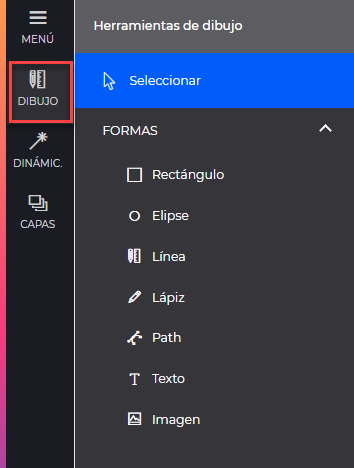 MENÚ
DIBUJO
DINÁMIC.
CAPAS
Herramientas de dibujo
Seleccionar
FORMAS
Rectángulo
Elipse
Línea
Lápiz
Path
Texto
Imagen